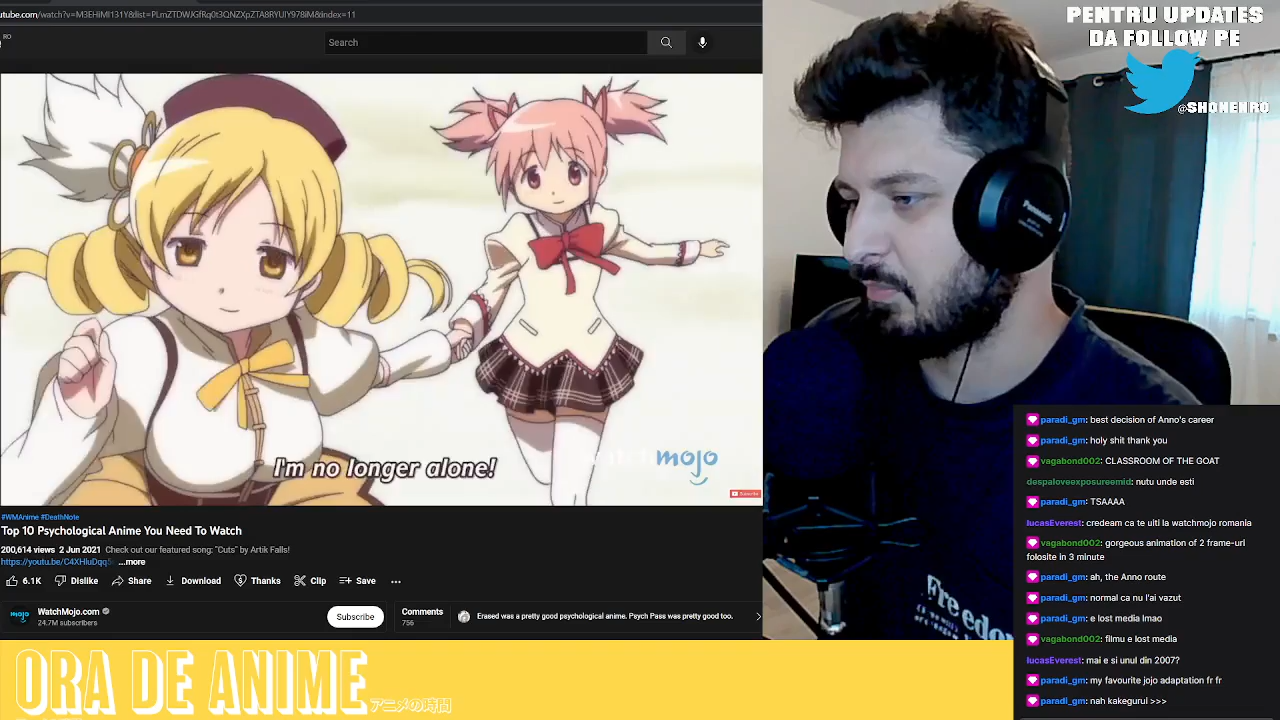 utube.com/watch?v=M3EHiMI131Y&list=PLmZTDWJGfRq0t3QNZXpZTA8RYUIY978iM&index=11
RO
Search
I'm no longer alone!
mojo
Subscribe
#WMAnime #DeathNote
Top 10 Psychological Anime You Need To Watch
200,614 views 2 Jun 2021 Check out our featured song: "Cuts" by Artik Falls!
...more
6.1K Dislike Share Download Thanks Clip Save
mojo
WatchMojo.com
24.7M subscribers
Subscribe
Comments
756
Erased was a pretty good psychological anime. Psych Pass was pretty good too.
ORA DE ANIME
アニメの時間
PENTRU UPDATES
DA FOLLOW PE
@SHONENRO
Panasonic
Freedom
paradi_gm: best decision of Anno's career
paradi_gm: holy shit thank you
vagabond002: CLASSROOM OF THE GOAT
despaloveexposureemid: nutu unde esti
paradi_gm: TSAAAA
lucasEverest: credeam ca te uiti la watchmojo romania
vagabond002: gorgeous animation of 2 frame-uri
folosite in 3 minute
paradi_gm: ah, the Anno route
paradi_gm: normal ca nu l'ai vazut
paradi_gm: e lost media lmao
vagabond002: filmu e lost media
lucasEverest: mai e si unul din 2007?
paradi_gm: my favourite jojo adaptation fr fr
paradi_gm: nah kakegurui >>>